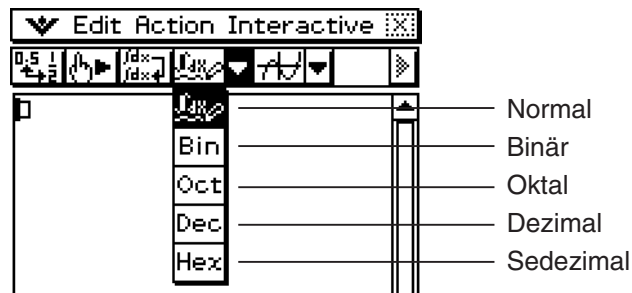 Edit Action Interactive
Normal
Bin Binär
Oct Oktal
Dec Dezimal
Hex Sedezimal